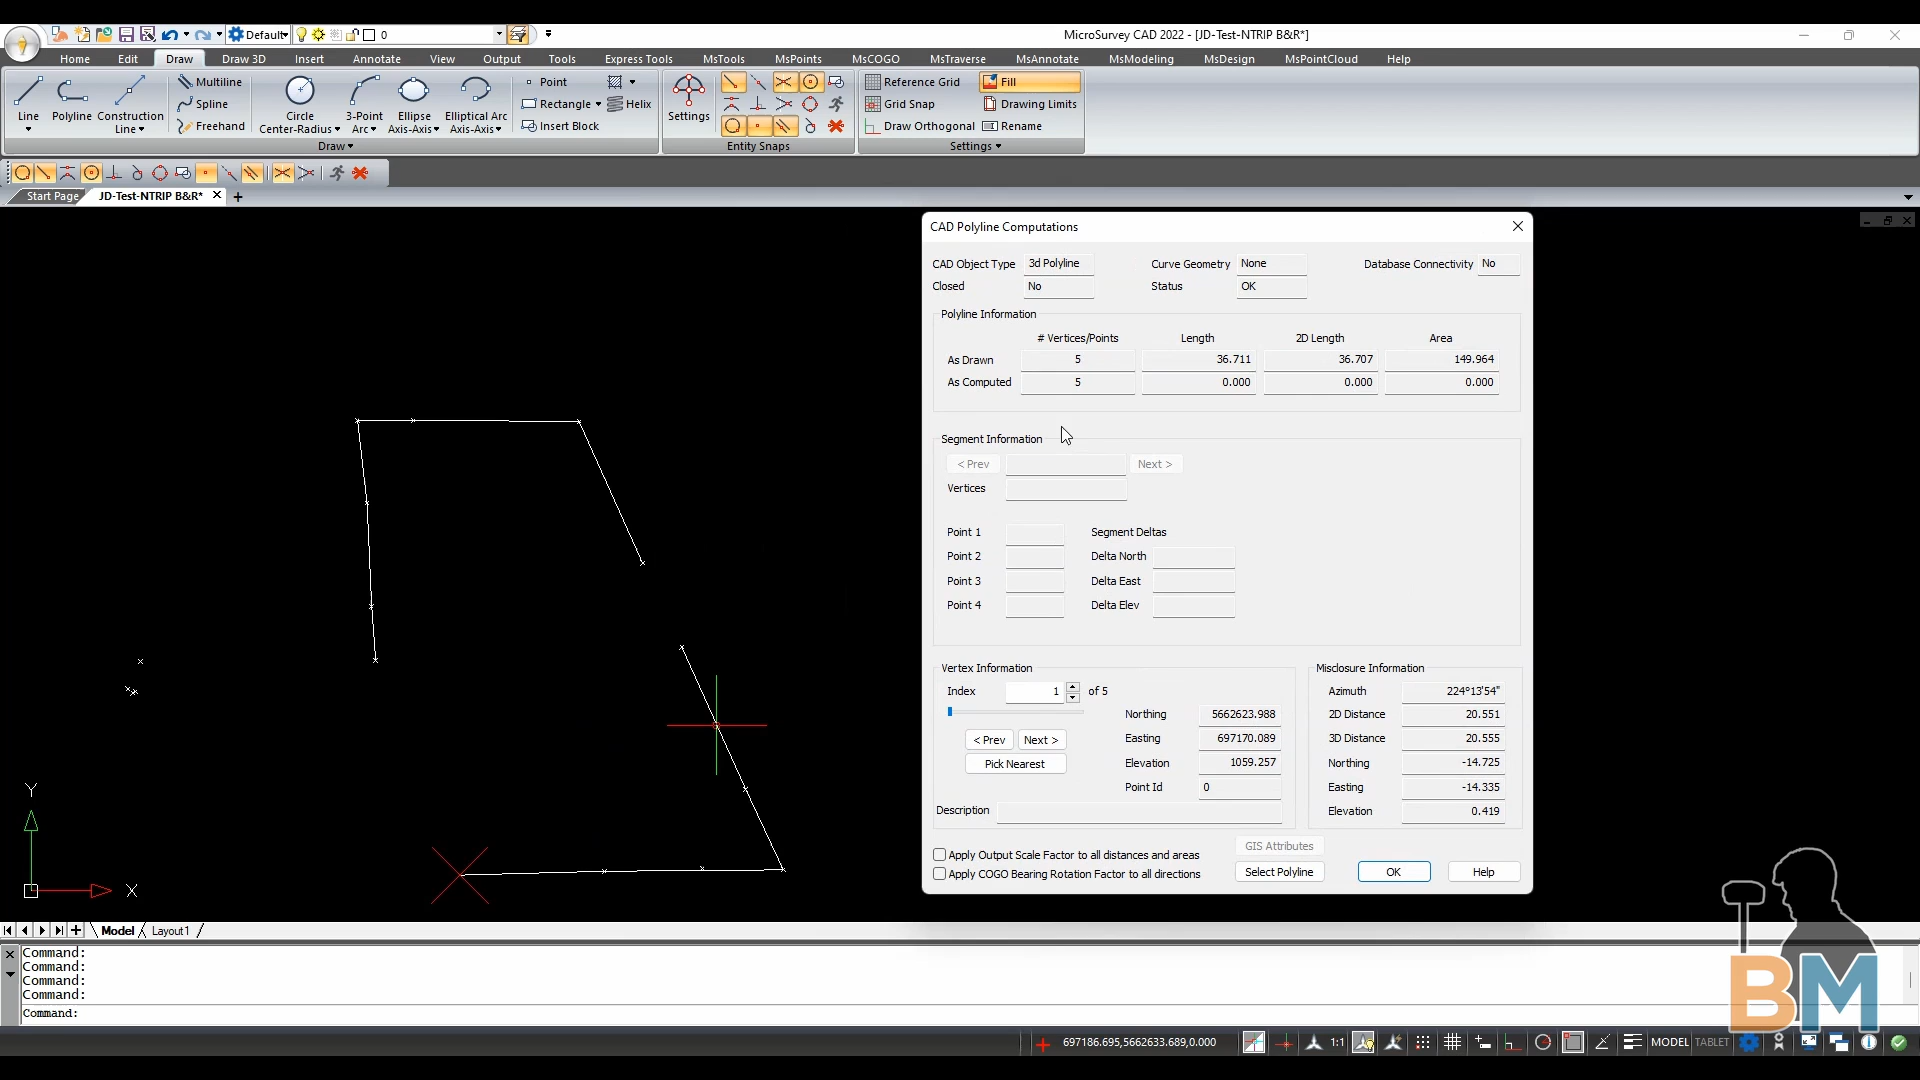 Default
0
MicroSurvey CAD 2022 - [JD-Test-NTRIP B&R*]
Home Edit Draw Draw 3D Insert Annotate View Output Tools Express Tools MsTools MsPoints MsCOGO MsTraverse MsAnnotate MsModeling MsDesign MsPointCloud Help
Line Polyline Construction Line
Multiline
Spline
Freehand
Circle Center-Radius
3-Point Arc
Ellipse Axis-Axis
Elliptical Arc Axis-Axis
Point
Rectangle Helix
Insert Block
Draw
Settings
Entity Snaps
Reference Grid Fill
Grid Snap Drawing Limits
Draw Orthogonal Rename
Settings
Start Page JD-Test-NTRIP B&R*
CAD Polyline Computations
CAD Object Type 3d Polyline Curve Geometry None Database Connectivity No
Closed No Status OK
Polyline Information
# Vertices/Points Length 2D Length Area
As Drawn 5 36.711 36.707 149.964
As Computed 5 0.000 0.000 0.000
Segment Information
< Prev Next >
Vertices
Point 1 Segment Deltas
Point 2 Delta North
Point 3 Delta East
Point 4 Delta Elev
Vertex Information
Index 1 of 5
< Prev Next >
Pick Nearest
Northing 5662623.988
Easting 697170.089
Elevation 1059.257
Point Id 0
Description
Misclosure Information
Azimuth 224°13'54"
2D Distance 20.551
3D Distance 20.555
Northing -14.725
Easting -14.335
Elevation 0.419
Apply Output Scale Factor to all distances and areas
Apply COGO Bearing Rotation Factor to all directions
GIS Attributes
Select Polyline OK Help
Y
X
Model Layout1
Command:
Command:
Command:
Command:
Command:
BM
697186.695,5662633.689,0.000 1:1 MODEL TABLET